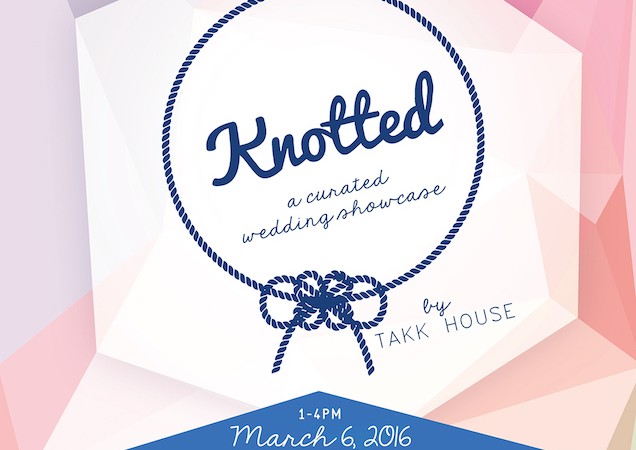 Knotted
a curated
wedding showcase
by
TAKK HOUSE
1-4PM
March 6, 2016